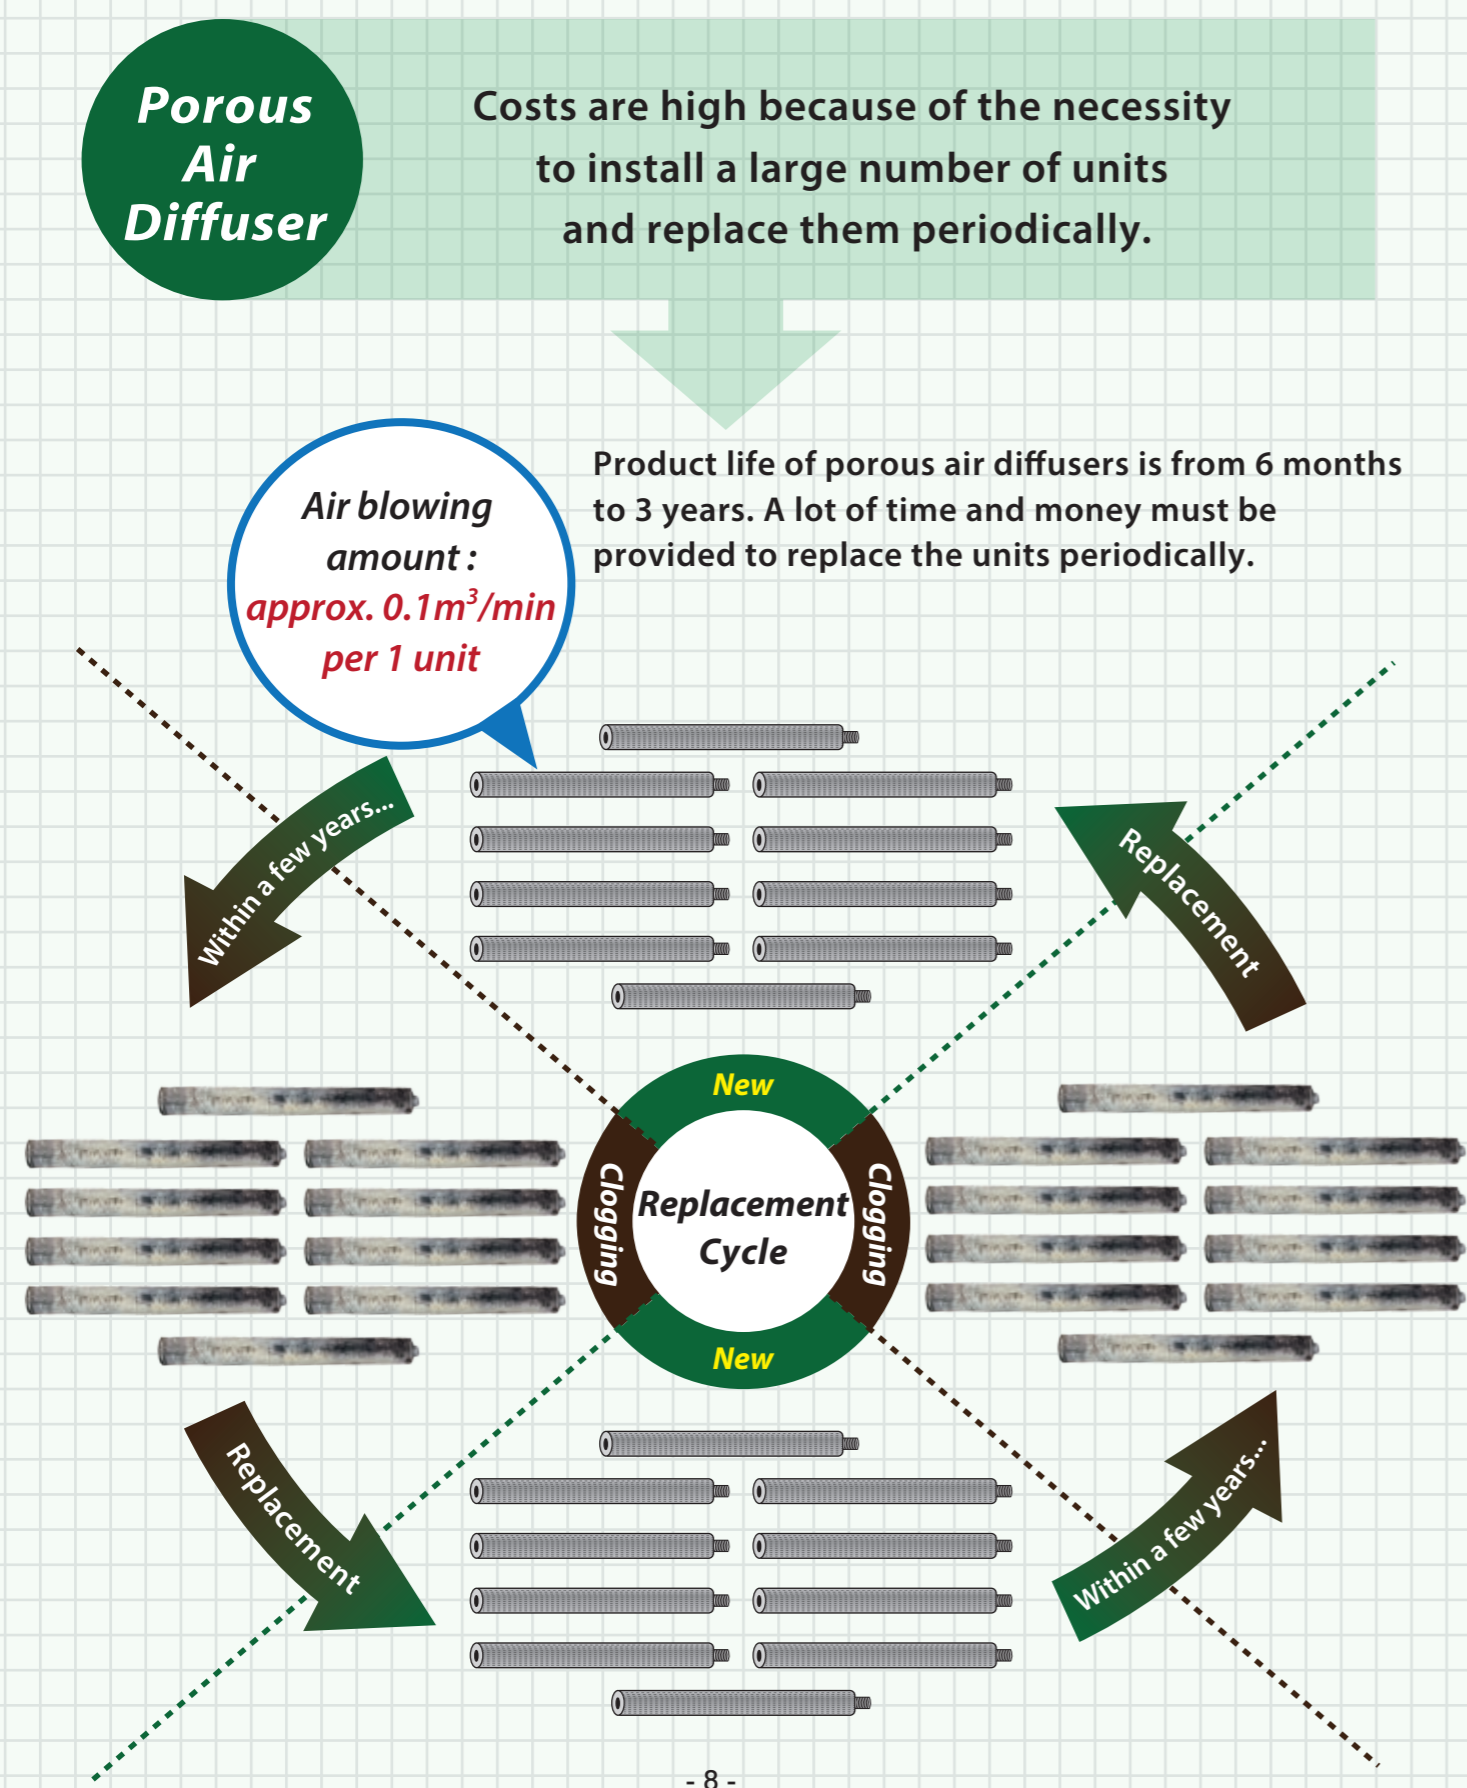 Porous
Air
Diffuser
Costs are high because of the necessity
to install a large number of units
and replace them periodically.
Air blowing
amount :
approx. 0.1m³/min
per 1 unit
Product life of porous air diffusers is from 6 months
to 3 years. A lot of time and money must be
provided to replace the units periodically.
Within a few years...
Replacement
New
Clogging
Replacement
Cycle
Clogging
New
Replacement
Within a few years...
- 8 -